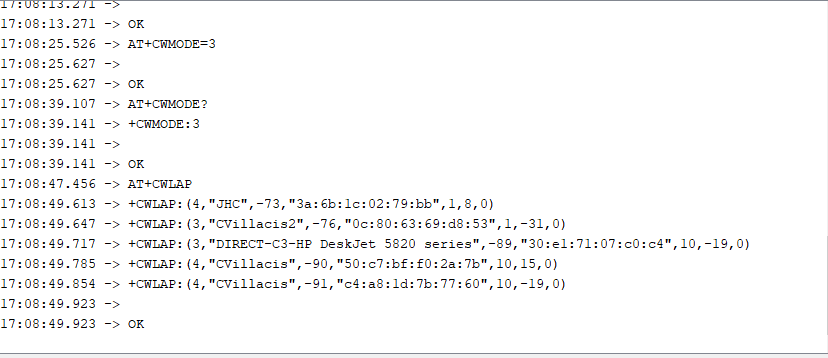 17:08:13.271 ->
17:08:13.271 -> OK
17:08:25.526 -> AT+CWMODE=3
17:08:25.627 ->
17:08:25.627 -> OK
17:08:39.107 -> AT+CWMODE?
17:08:39.141 -> +CWMODE:3
17:08:39.141 ->
17:08:39.141 -> OK
17:08:47.456 -> AT+CWLAP
17:08:49.613 -> +CWLAP:(4,"JHC",-73,"3a:6b:1c:02:79:bb",1,8,0)
17:08:49.647 -> +CWLAP:(3,"CVillacis2",-76,"0c:80:63:69:d8:53",1,-31,0)
17:08:49.717 -> +CWLAP:(3,"DIRECT-C3-HP DeskJet 5820 series",-89,"30:e1:71:07:c0:c4",10,-19,0)
17:08:49.785 -> +CWLAP:(4,"CVillacis",-90,"50:c7:bf:f0:2a:7b",10,15,0)
17:08:49.854 -> +CWLAP:(4,"CVillacis",-91,"c4:a8:1d:7b:77:60",10,-19,0)
17:08:49.923 ->
17:08:49.923 -> OK